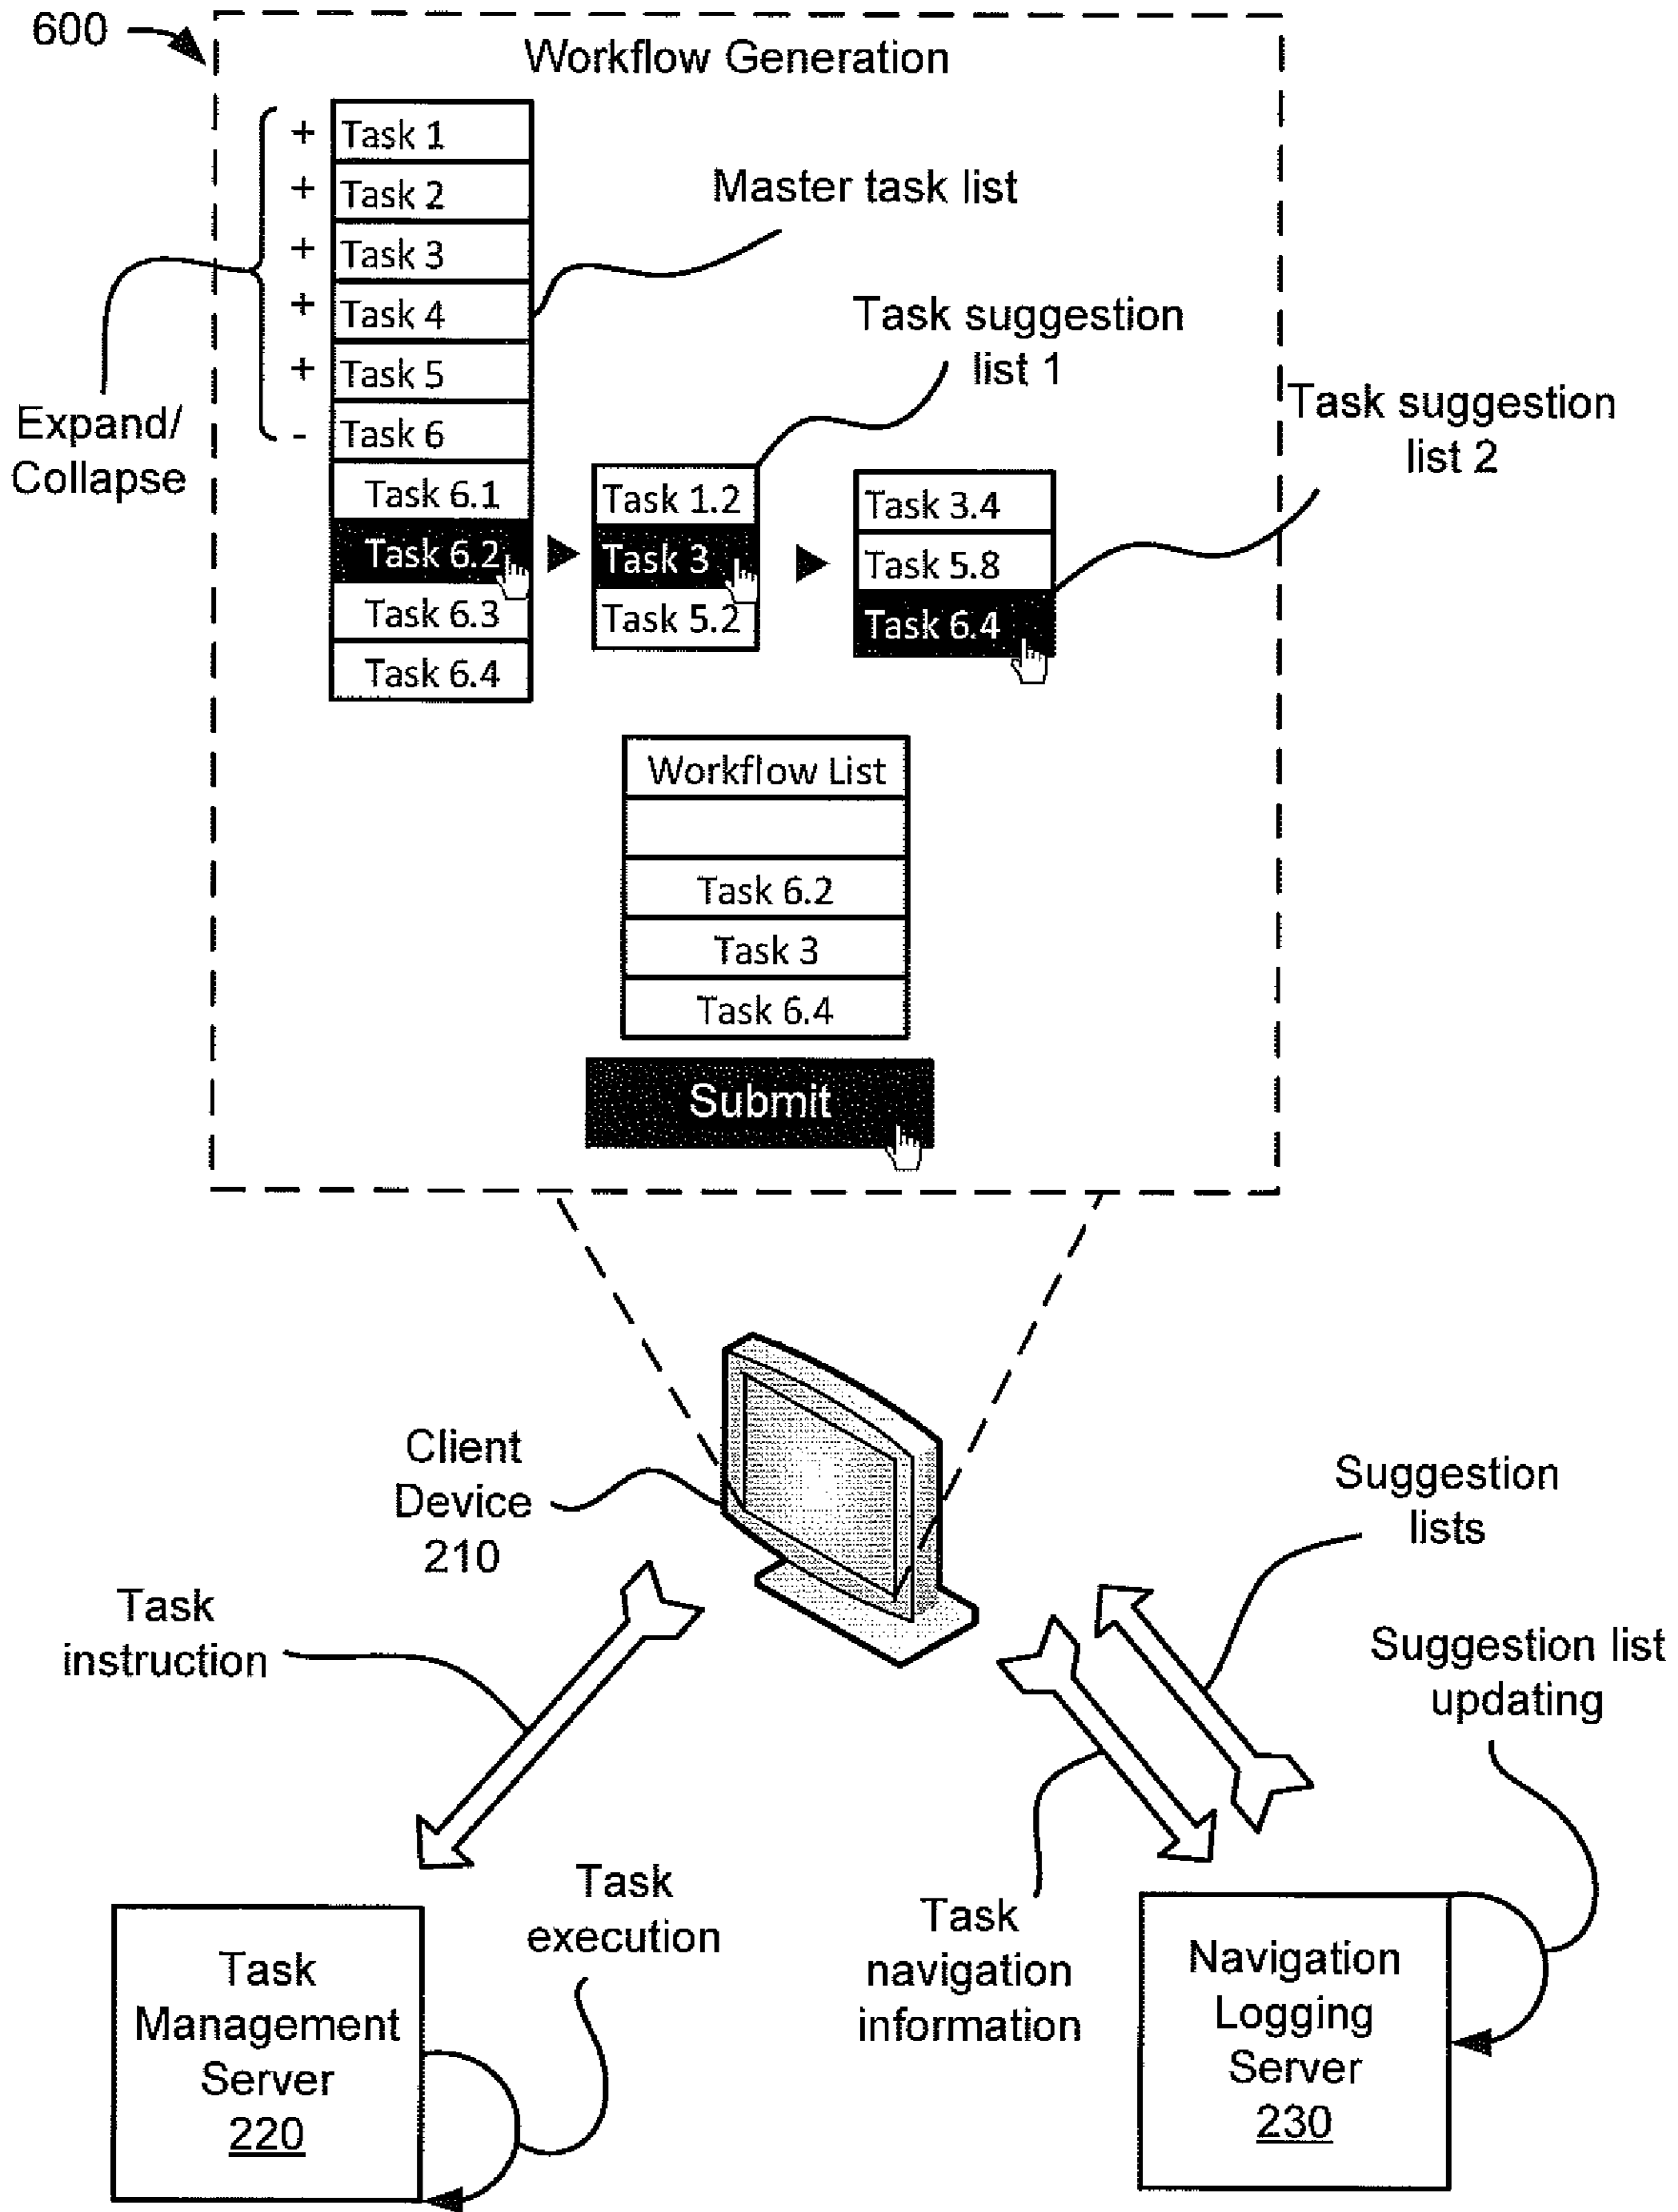 600
Workflow Generation
+ Task 1
+ Task 2
+ Task 3
+ Task 4
+ Task 5
- Task 6
Task 6.1
Task 6.2
Task 6.3
Task 6.4
Expand/
Collapse
Master task list
Task suggestion
list 1
Task 1.2
Task 3
Task 5.2
Task suggestion
list 2
Task 3.4
Task 5.8
Task 6.4
Workflow List
Task 6.2
Task 3
Task 6.4
Submit
Client
Device
210
Task
instruction
Suggestion
lists
Suggestion list
updating
Task
execution
Task
navigation
information
Task
Management
Server
220
Navigation
Logging
Server
230